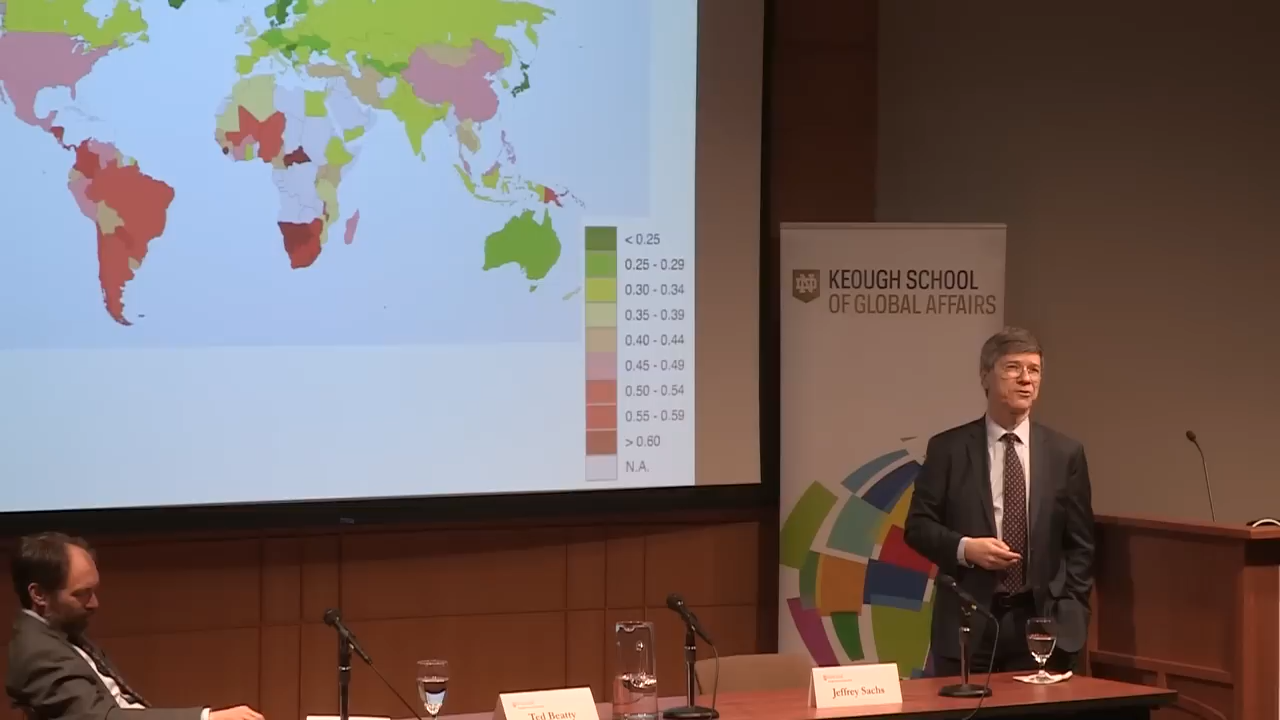 < 0.25
0.25 - 0.29
0.30 - 0.34
0.35 - 0.39
0.40 - 0.44
0.45 - 0.49
0.50 - 0.54
0.55 - 0.59
> 0.60
N.A.
ND
KEOUGH SCHOOL
OF GLOBAL AFFAIRS
Jeffrey Sachs
Ted Beatty